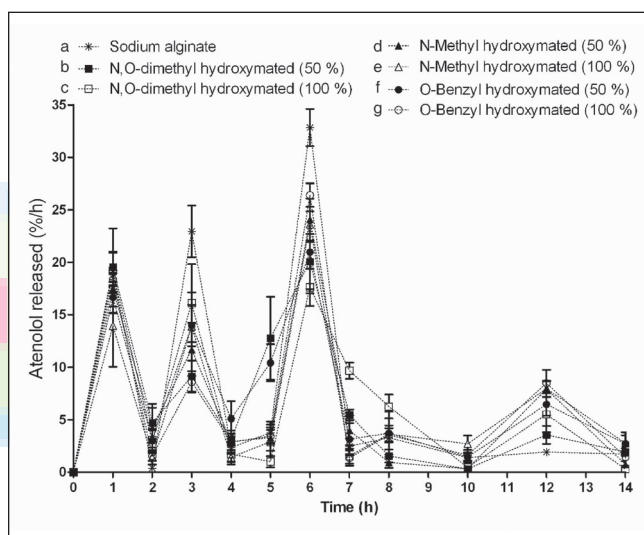 a Sodium alginate
b N,O-dimethyl hydroxymated (50 %)
c N,O-dimethyl hydroxymated (100 %)
d N-Methyl hydroxymated (50 %)
e N-Methyl hydroxymated (100 %)
f O-Benzyl hydroxymated (50 %)
g O-Benzyl hydroxymated (100 %)
Atenolol released (%/h)
35
30
25
20
15
10
5
0
0 1 2 3 4 5 6 7 8 9 10 11 12 13 14
Time (h)